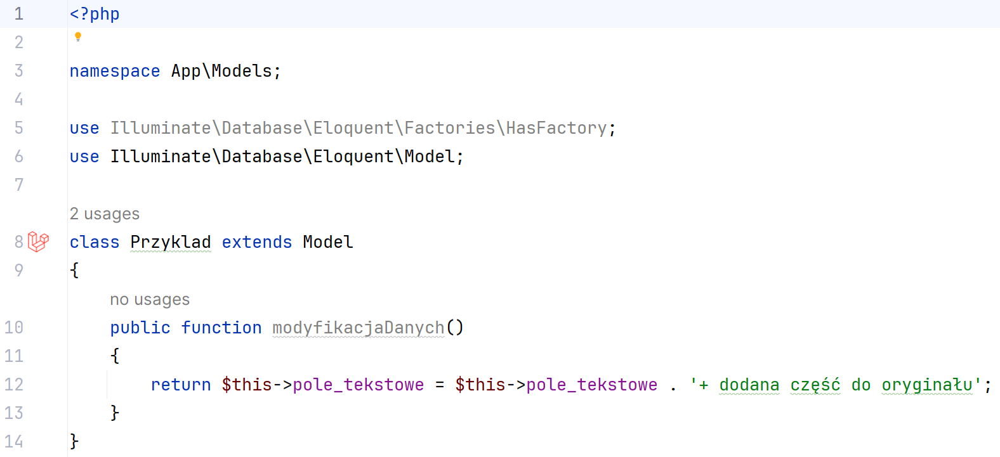 1 <?php
2
3 namespace App\Models;
4
5 use Illuminate\Database\Eloquent\Factories\HasFactory;
6 use Illuminate\Database\Eloquent\Model;
7
2 usages
8 class Przyklad extends Model
9 {
no usages
10 public function modyfikacjaDanych()
11 {
12 return $this->pole_tekstowe = $this->pole_tekstowe . '+ dodana część do oryginału';
13 }
14 }